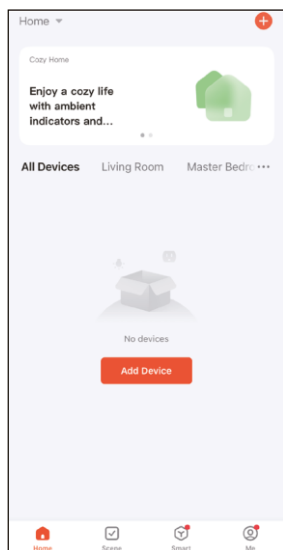 Home
Cozy Home
Enjoy a cozy life
with ambient
indicators and...
All Devices Living Room Master Bedro ...
No devices
Add Device
Home Scene Smart Me